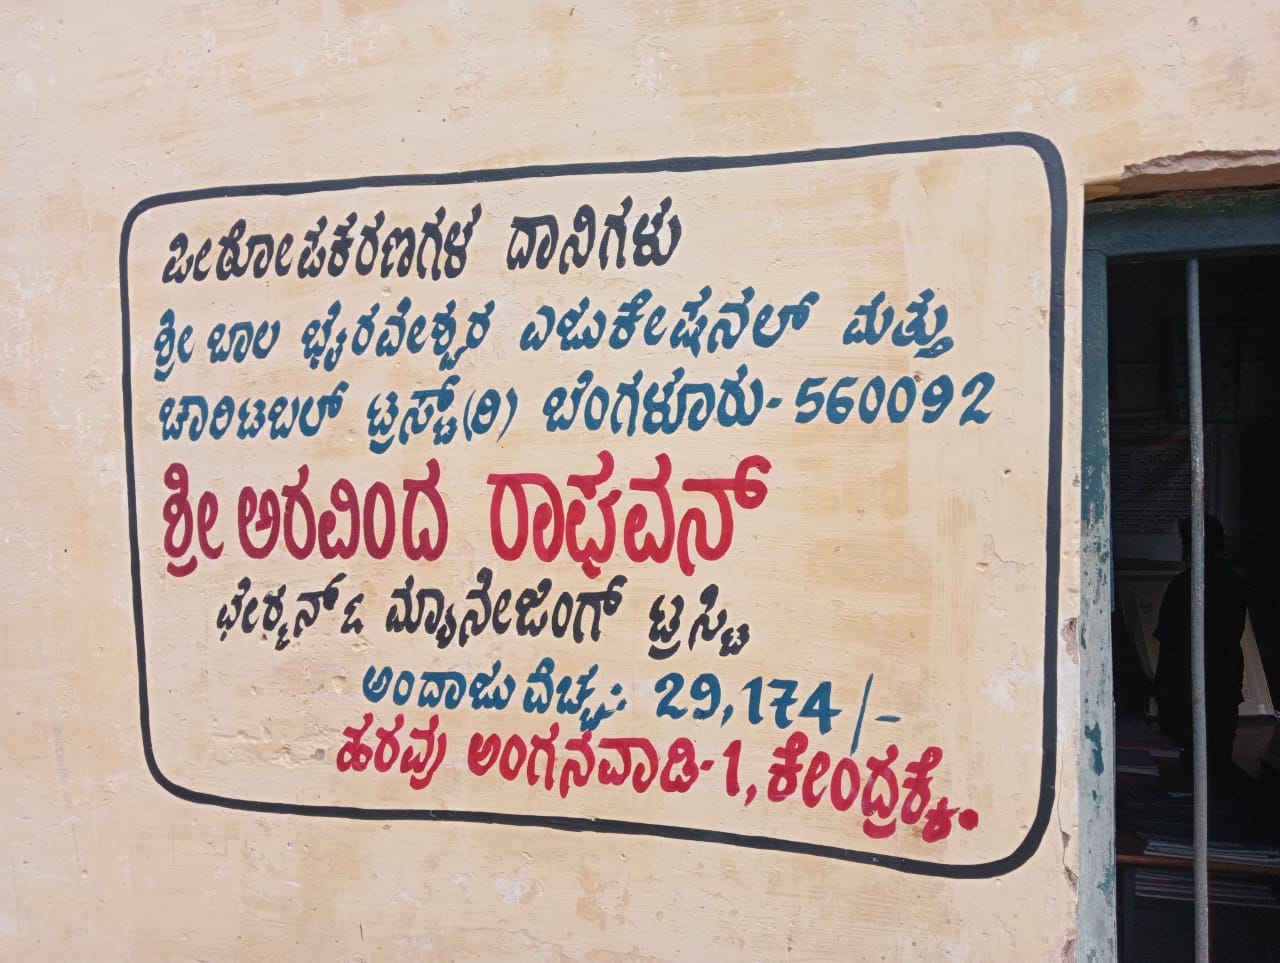 ಪೀಠೋಪಕರಣಗಳ ದಾನಿಗಳು
ಶ್ರೀ ಬಾಲ ಭೈರವೇಶ್ವರ ಎಜುಕೇಷನಲ್ ಮತ್ತು
ಚಾರಿಟಬಲ್ ಟ್ರಸ್ಟ್(ರಿ) ಬೆಂಗಳೂರು-560092
ಶ್ರೀ ಅರವಿಂದ ರಾಘವನ್
ಛೇರ್ಮನ್ & ಮ್ಯಾನೇಜಿಂಗ್ ಟ್ರಸ್ಟಿ
ಅಂದಾಜು ವೆಚ್ಚ: 29,174/-
ಹರವು ಅಂಗನವಾಡಿ-1, ಕೇಂದ್ರಕ್ಕೆ.